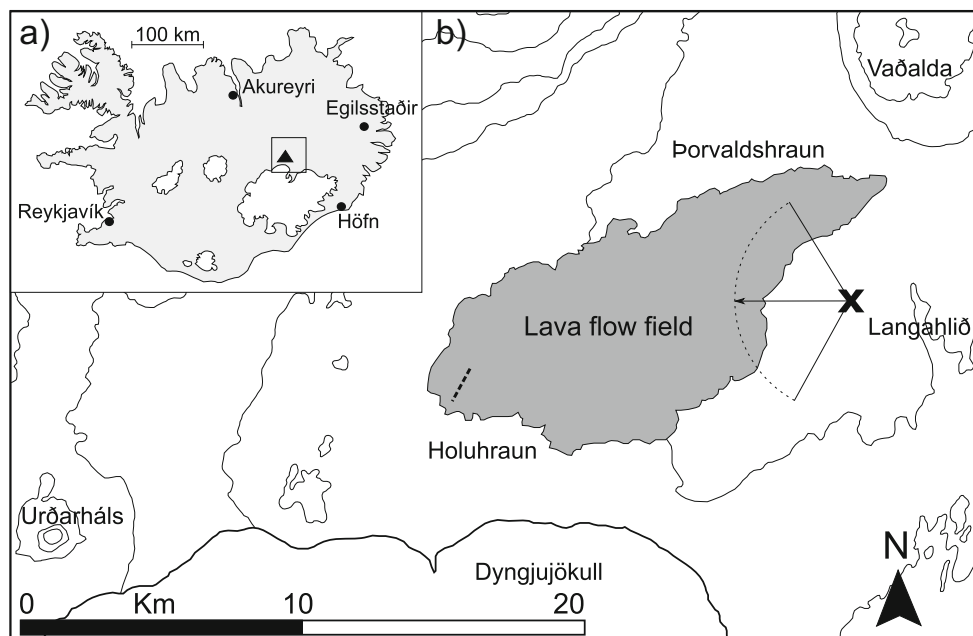 a)
100 km
Akureyri
Egilsstaðir
Reykjavík
Höfn
b)
Vaðalda
Þorvaldshraun
Lava flow field
X
Langahlið
Holuhraun
Urðarháls
Dyngjujökull
N
0 Km 10 20